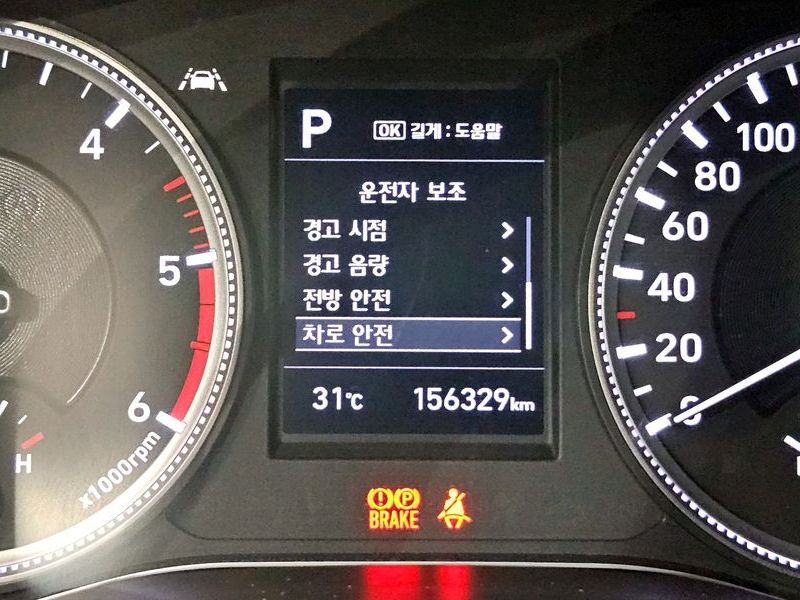 P OK 길게 : 도움말
운전자 보조
경고 시점
경고 음량
전방 안전
차로 안전
31℃ 156329km
4
5
6
x1000rpm
H
100
80
60
40
20
0
P
BRAKE